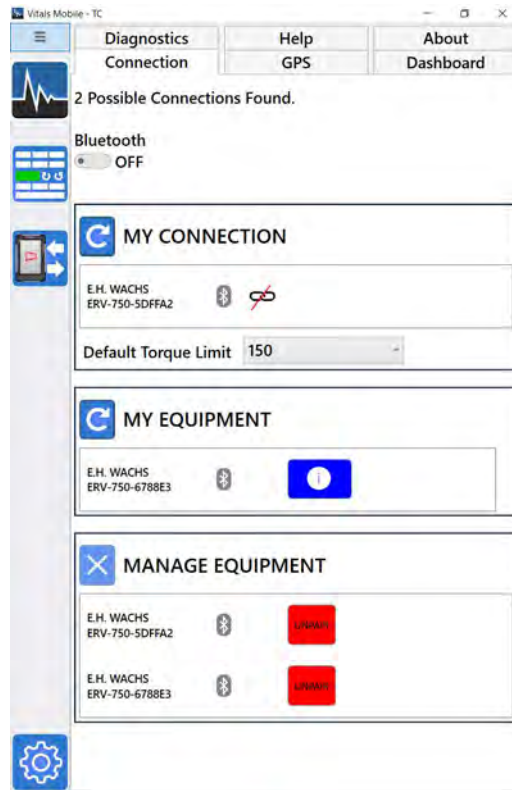 Vitals Mobile - TC
Diagnostics Help About
Connection GPS Dashboard
2 Possible Connections Found.
Bluetooth
OFF
MY CONNECTION
E.H. WACHS
ERV-750-5DFFA2
Default Torque Limit 150
MY EQUIPMENT
E.H. WACHS
ERV-750-6788E3
i
MANAGE EQUIPMENT
E.H. WACHS
ERV-750-5DFFA2
UNPAIR
E.H. WACHS
ERV-750-6788E3
UNPAIR